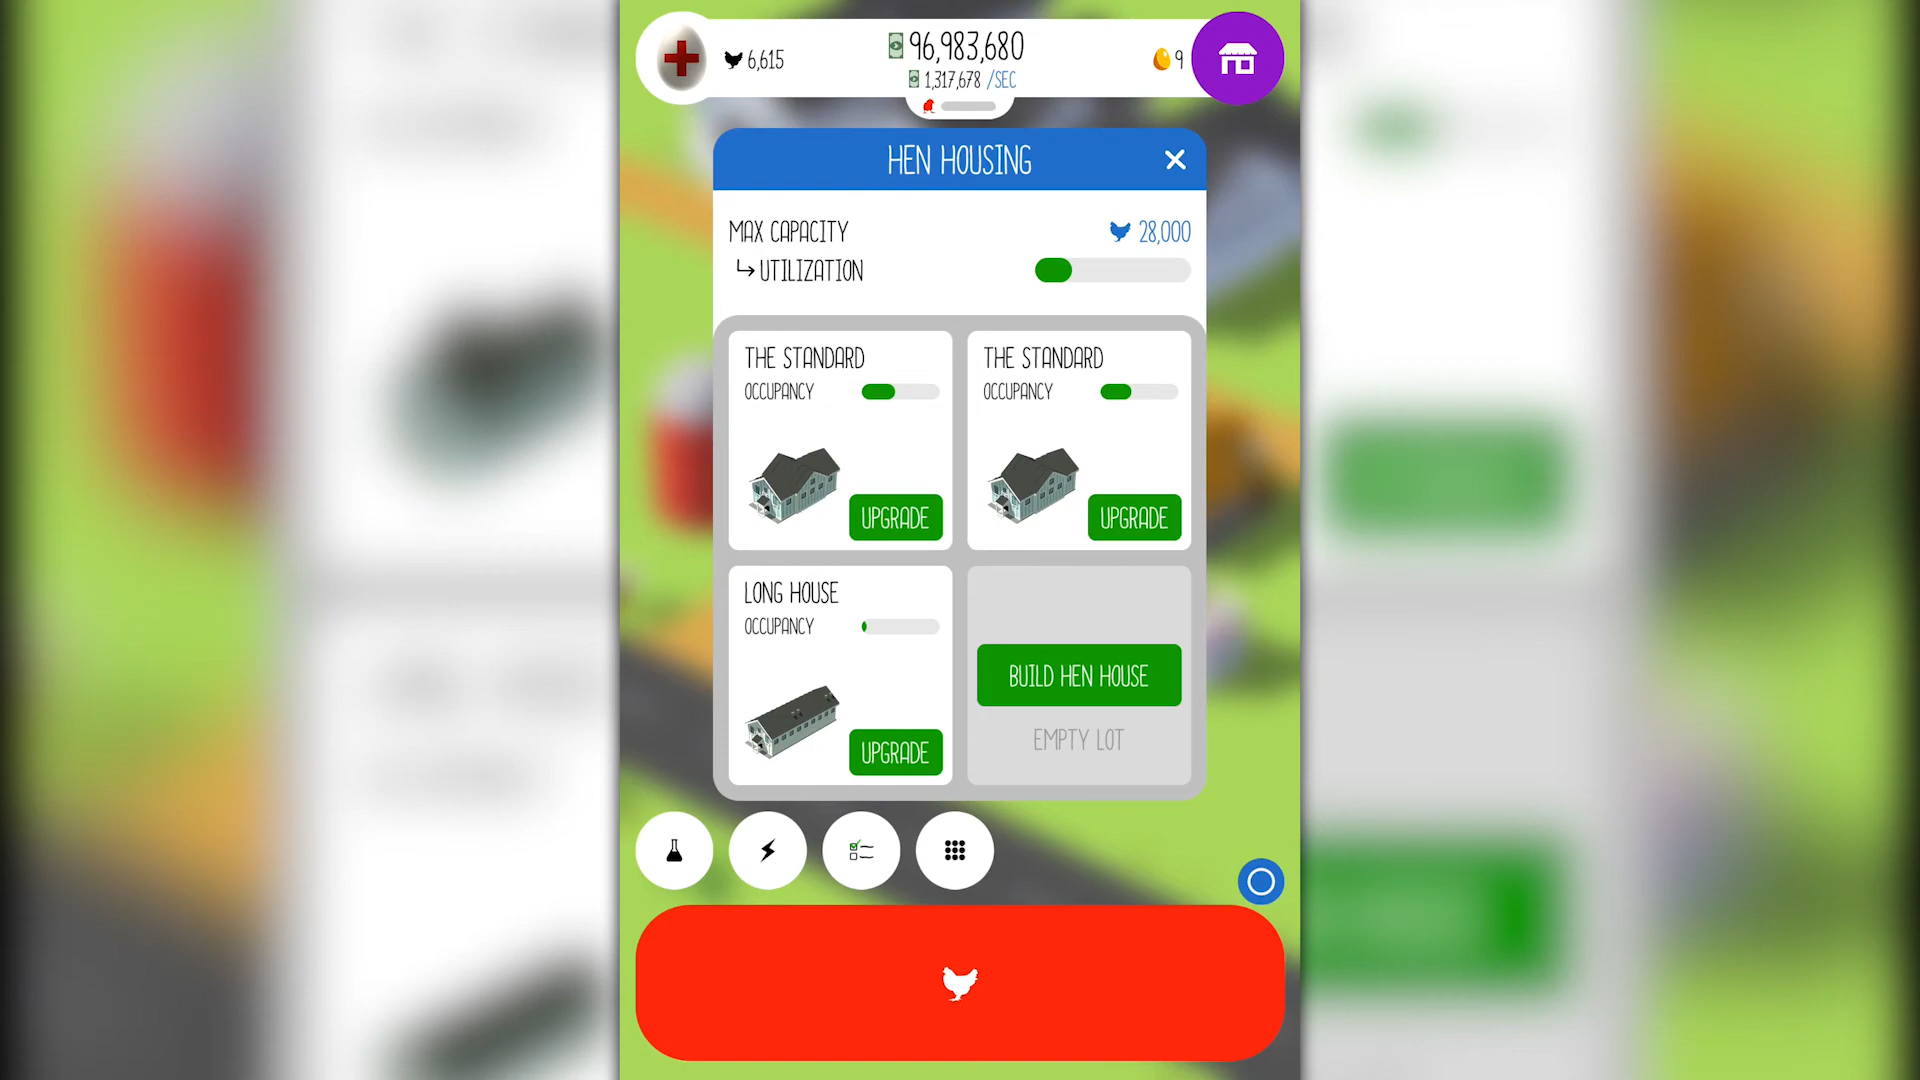 6,615
96,983,680
1,317,678 /SEC
9
HEN HOUSING
MAX CAPACITY 28,000
UTILIZATION
THE STANDARD
OCCUPANCY
UPGRADE
THE STANDARD
OCCUPANCY
UPGRADE
LONG HOUSE
OCCUPANCY
UPGRADE
BUILD HEN HOUSE
EMPTY LOT